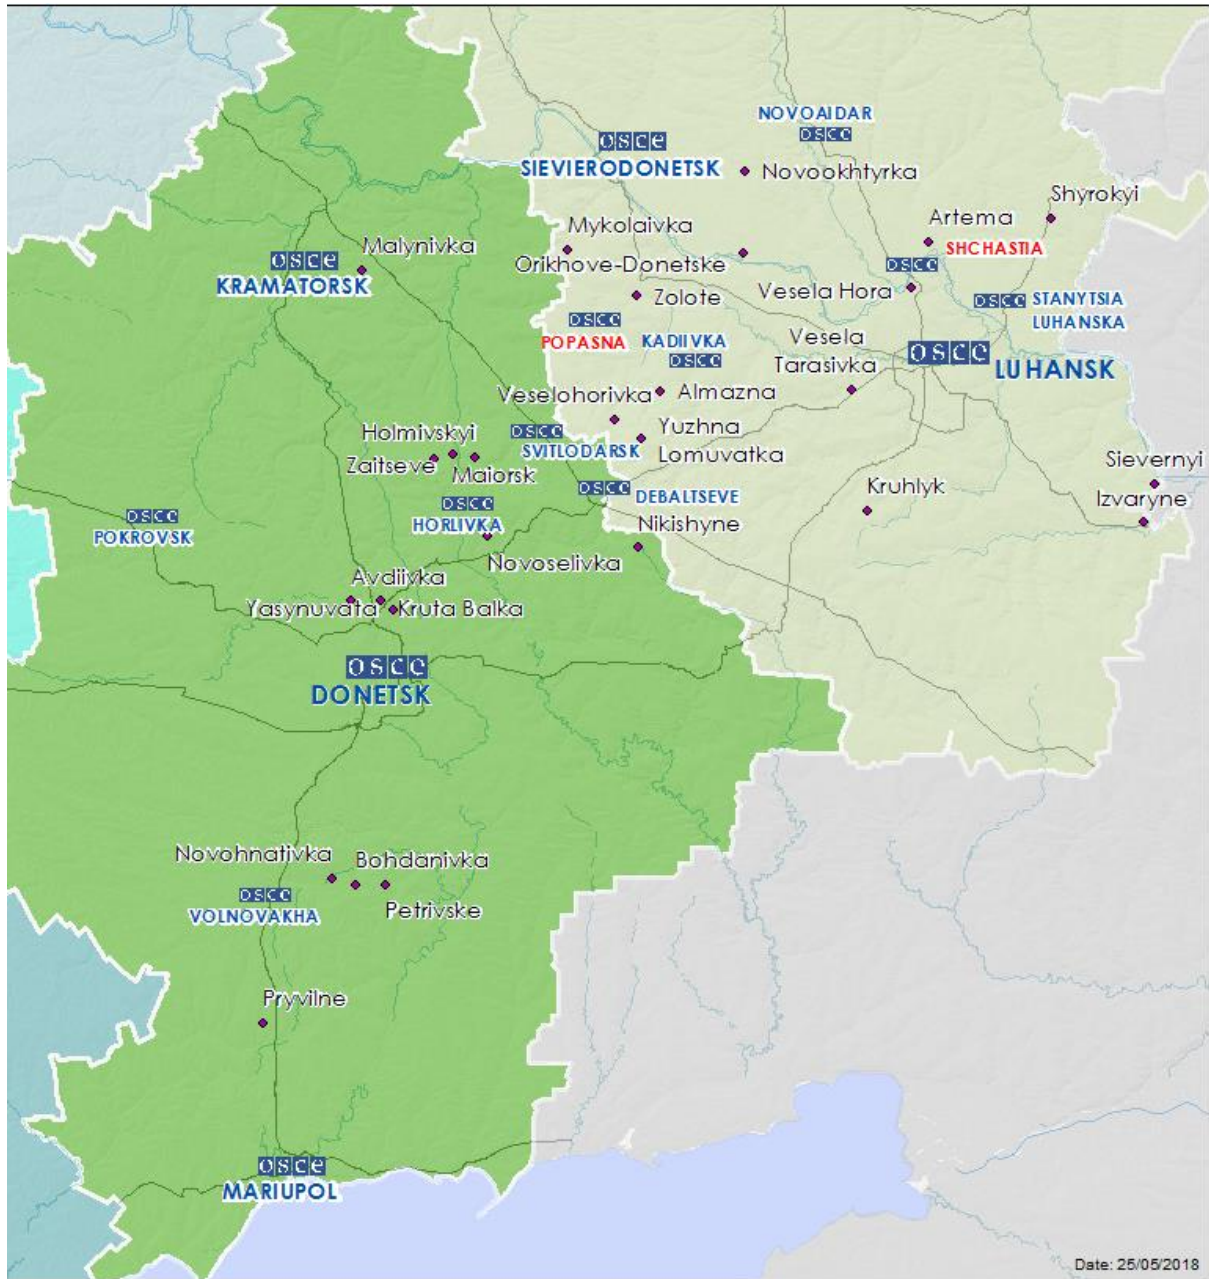 NOVOAIDAR
osce
osce
SIEVIERODONETSK
Novookhtyrka
Shyrokyi
Artema
Mykolaivka
SHCHASTIA
Malynivka
osce
Orikhove-Donetske
osce
KRAMATORSK
Zolote
Vesela Hora
osce
STANYTSIA
LUHANSKA
osce
POPASNA
KADIIVKA
osce
Vesela
Tarasivka
osce
LUHANSK
Veselohorivka
Almazna
Holmivskyi
osce
SVITLODARSK
Yuzhna
Lomuvatka
Zaitseve
Maiorsk
Sievernyi
osce
DEBALTSEVE
Kruhlyk
Izvaryne
osce
HORLIVKA
osce
POKROVSK
Nikishyne
Novoselivka
Avdiivka
Yasynuvata
Kruta Balka
osce
DONETSK
Novohnativka
Bohdanivka
osce
VOLNOVAKHA
Petrivske
Pryvilne
osce
MARIUPOL
Date: 25/05/2018